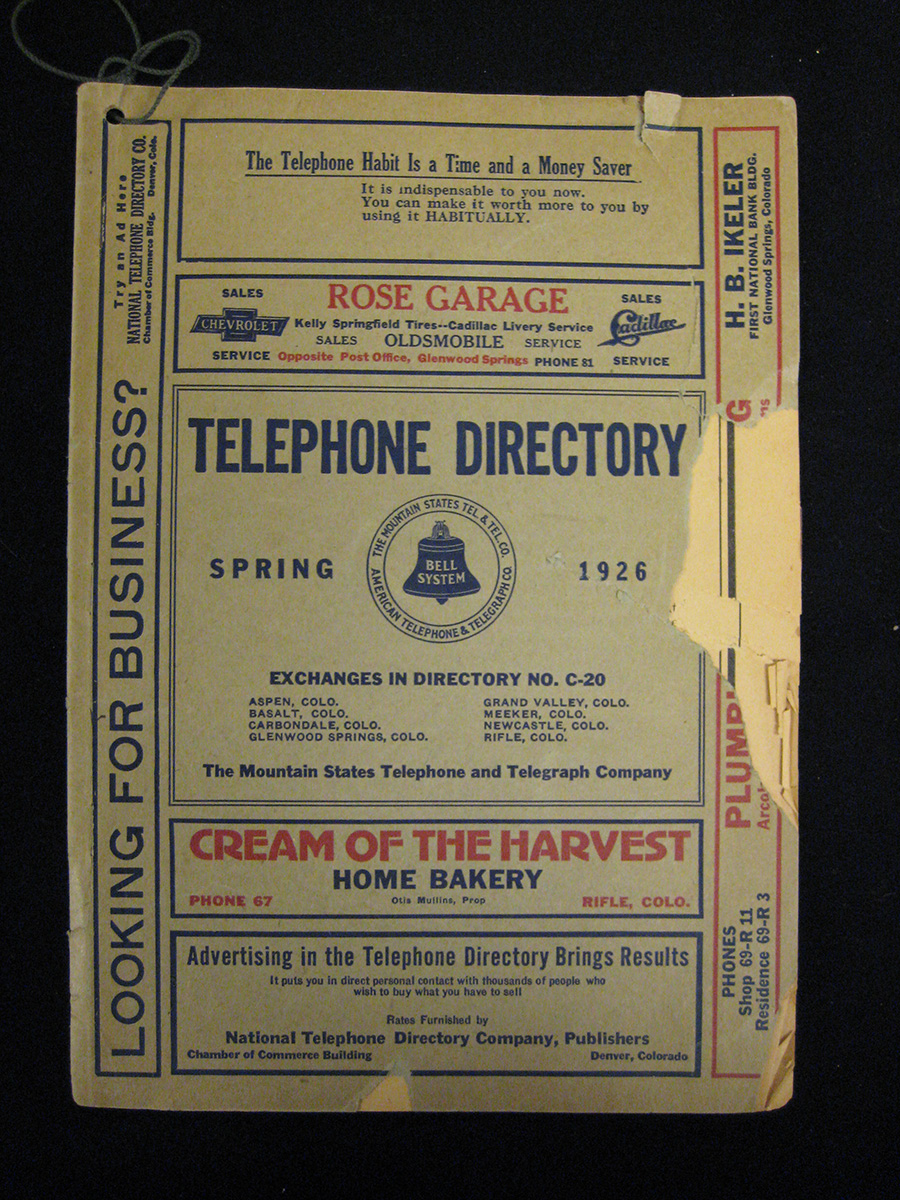 Try an Ad Here
NATIONAL TELEPHONE DIRECTORY CO.
Chamber of Commerce Bldg. Denver, Colo.
LOOKING FOR BUSINESS?
The Telephone Habit Is a Time and a Money Saver
It is indispensable to you now.
You can make it worth more to you by
using it HABITUALLY.
SALES ROSE GARAGE SALES
CHEVROLET Kelly Springfield Tires--Cadillac Livery Service Cadillac
SALES OLDSMOBILE SERVICE
SERVICE Opposite Post Office, Glenwood Springs PHONE 81 SERVICE
TELEPHONE DIRECTORY
SPRING 1926
THE MOUNTAIN STATES TEL. & TEL. CO.
BELL
SYSTEM
AMERICAN TELEPHONE & TELEGRAPH CO.
EXCHANGES IN DIRECTORY NO. C-20
ASPEN, COLO. GRAND VALLEY, COLO.
BASALT, COLO. MEEKER, COLO.
CARBONDALE, COLO. NEWCASTLE, COLO.
GLENWOOD SPRINGS, COLO. RIFLE, COLO.
The Mountain States Telephone and Telegraph Company
CREAM OF THE HARVEST
HOME BAKERY
PHONE 67 Otis Mullins, Prop RIFLE, COLO.
Advertising in the Telephone Directory Brings Results
It puts you in direct personal contact with thousands of people who
wish to buy what you have to sell
Rates Furnished by
National Telephone Directory Company, Publishers
Chamber of Commerce Building Denver, Colorado
H. B. IKELER
FIRST NATIONAL BANK BLDG.
Glenwood Springs, Colorado
PLUMB G
Arcol
PHONES
Shop 69-R 11
Residence 69-R 3